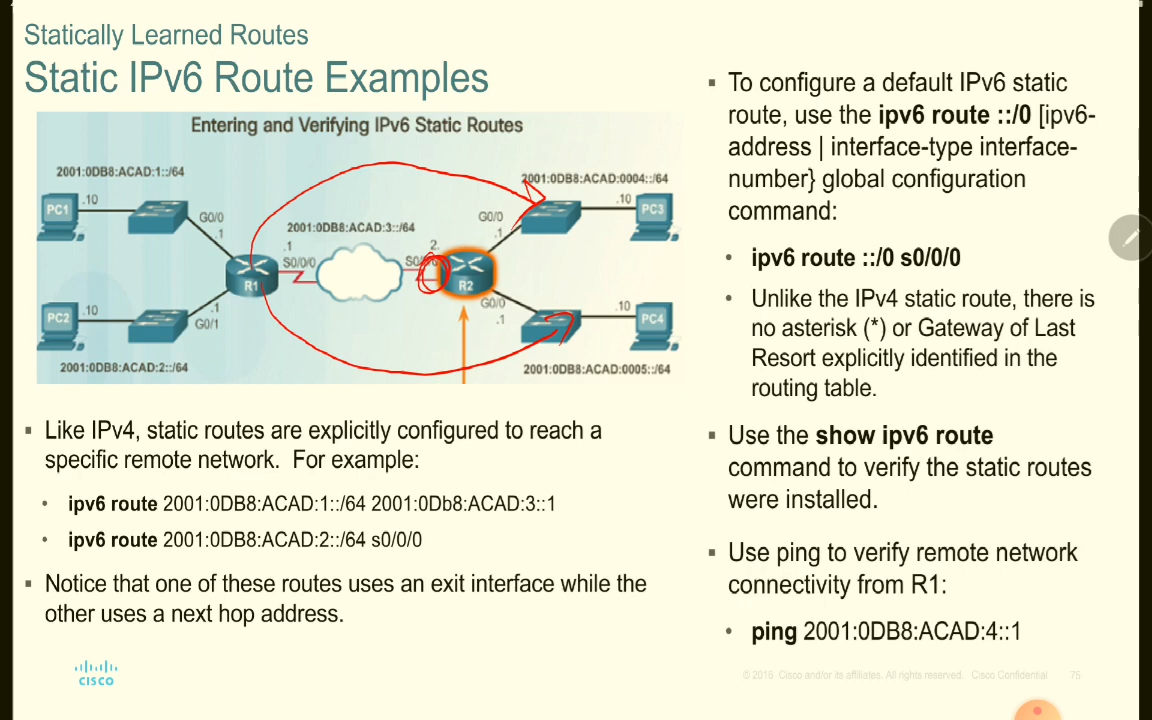 Statically Learned Routes
Static IPv6 Route Examples
Entering and Verifying IPv6 Static Routes
2001:0DB8:ACAD:1::/64
2001:0DB8:ACAD:0004::/64
.10
PC1
G0/0
.1
2001:0DB8:ACAD:3::/64
.1
S0/0/0
R1
2.
R2
G0/0
.1
.10
PC3
.10
PC2
.1
G0/1
G0/0
.1
.10
PC4
2001:0DB8:ACAD:2::/64
2001:0DB8:ACAD:0005::/64
Like IPv4, static routes are explicitly configured to reach a
specific remote network. For example:
ipv6 route 2001:0DB8:ACAD:1::/64 2001:0Db8:ACAD:3::1
ipv6 route 2001:0DB8:ACAD:2::/64 s0/0/0
Notice that one of these routes uses an exit interface while the
other uses a next hop address.
To configure a default IPv6 static
route, use the ipv6 route ::/0 [ipv6-
address | interface-type interface-
number} global configuration
command:
ipv6 route ::/0 s0/0/0
Unlike the IPv4 static route, there is
no asterisk (*) or Gateway of Last
Resort explicitly identified in the
routing table.
Use the show ipv6 route
command to verify the static routes
were installed.
Use ping to verify remote network
connectivity from R1:
ping 2001:0DB8:ACAD:4::1
CISCO
© 2016 Cisco and/or its affiliates. All rights reserved. Cisco Confidential 75